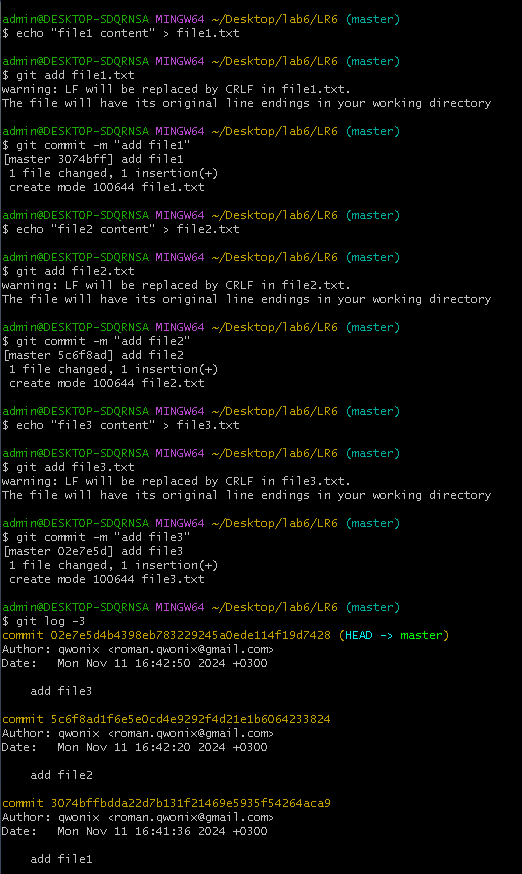 admin@DESKTOP-SDQRNSA MINGW64 ~/Desktop/lab6/LR6 (master)
$ echo "file1 content" > file1.txt
admin@DESKTOP-SDQRNSA MINGW64 ~/Desktop/lab6/LR6 (master)
$ git add file1.txt
warning: LF will be replaced by CRLF in file1.txt.
The file will have its original line endings in your working directory
admin@DESKTOP-SDQRNSA MINGW64 ~/Desktop/lab6/LR6 (master)
$ git commit -m "add file1"
[master 3074bff] add file1
 1 file changed, 1 insertion(+)
 create mode 100644 file1.txt
admin@DESKTOP-SDQRNSA MINGW64 ~/Desktop/lab6/LR6 (master)
$ echo "file2 content" > file2.txt
admin@DESKTOP-SDQRNSA MINGW64 ~/Desktop/lab6/LR6 (master)
$ git add file2.txt
warning: LF will be replaced by CRLF in file2.txt.
The file will have its original line endings in your working directory
admin@DESKTOP-SDQRNSA MINGW64 ~/Desktop/lab6/LR6 (master)
$ git commit -m "add file2"
[master 5c6f8ad] add file2
 1 file changed, 1 insertion(+)
 create mode 100644 file2.txt
admin@DESKTOP-SDQRNSA MINGW64 ~/Desktop/lab6/LR6 (master)
$ echo "file3 content" > file3.txt
admin@DESKTOP-SDQRNSA MINGW64 ~/Desktop/lab6/LR6 (master)
$ git add file3.txt
warning: LF will be replaced by CRLF in file3.txt.
The file will have its original line endings in your working directory
admin@DESKTOP-SDQRNSA MINGW64 ~/Desktop/lab6/LR6 (master)
$ git commit -m "add file3"
[master 02e7e5d] add file3
 1 file changed, 1 insertion(+)
 create mode 100644 file3.txt
admin@DESKTOP-SDQRNSA MINGW64 ~/Desktop/lab6/LR6 (master)
$ git log -3
commit 02e7e5d4b4398eb783229245a0ede114f19d7428 (HEAD -> master)
Author: qwonix <roman.qwonix@gmail.com>
Date:   Mon Nov 11 16:42:50 2024 +0300
    add file3
commit 5c6f8ad1f6e5e0cd4e9292f4d21e1b6064233824
Author: qwonix <roman.qwonix@gmail.com>
Date:   Mon Nov 11 16:42:20 2024 +0300
    add file2
commit 3074bffbdda22d7b131f21469e5935f54264aca9
Author: qwonix <roman.qwonix@gmail.com>
Date:   Mon Nov 11 16:41:36 2024 +0300
    add file1